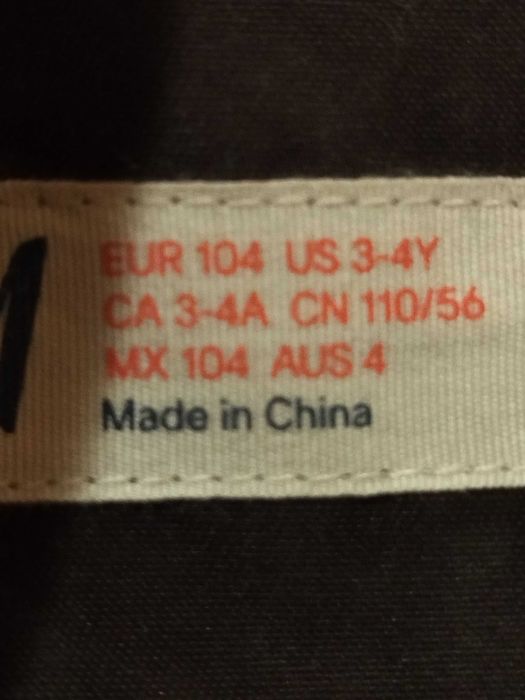 EUR 104 US 3-4Y
CA 3-4A CN 110/56
MX 104 AUS 4
Made in China